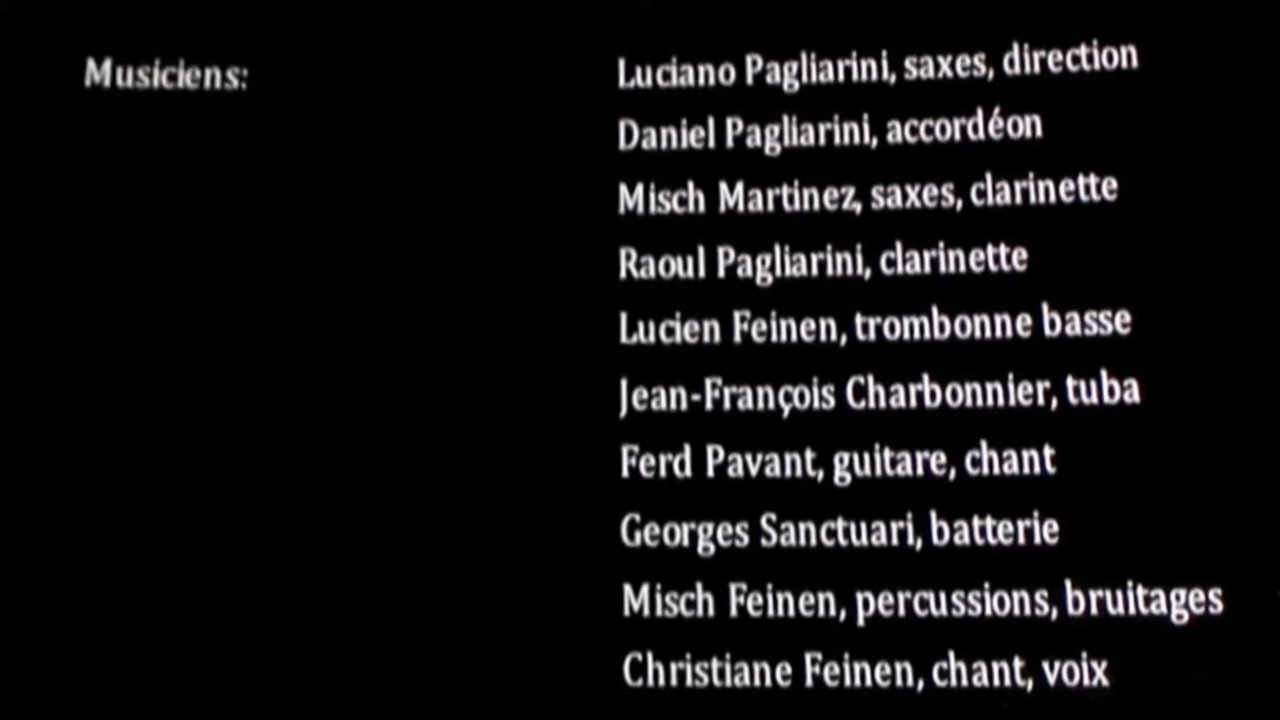 Musiciens:
Luciano Pagliarini, saxes, direction
Daniel Pagliarini, accordéon
Misch Martinez, saxes, clarinette
Raoul Pagliarini, clarinette
Lucien Feinen, trombonne basse
Jean-François Charbonnier, tuba
Ferd Pavant, guitare, chant
Georges Sanctuari, batterie
Misch Feinen, percussions, bruitages
Christiane Feinen, chant, voix